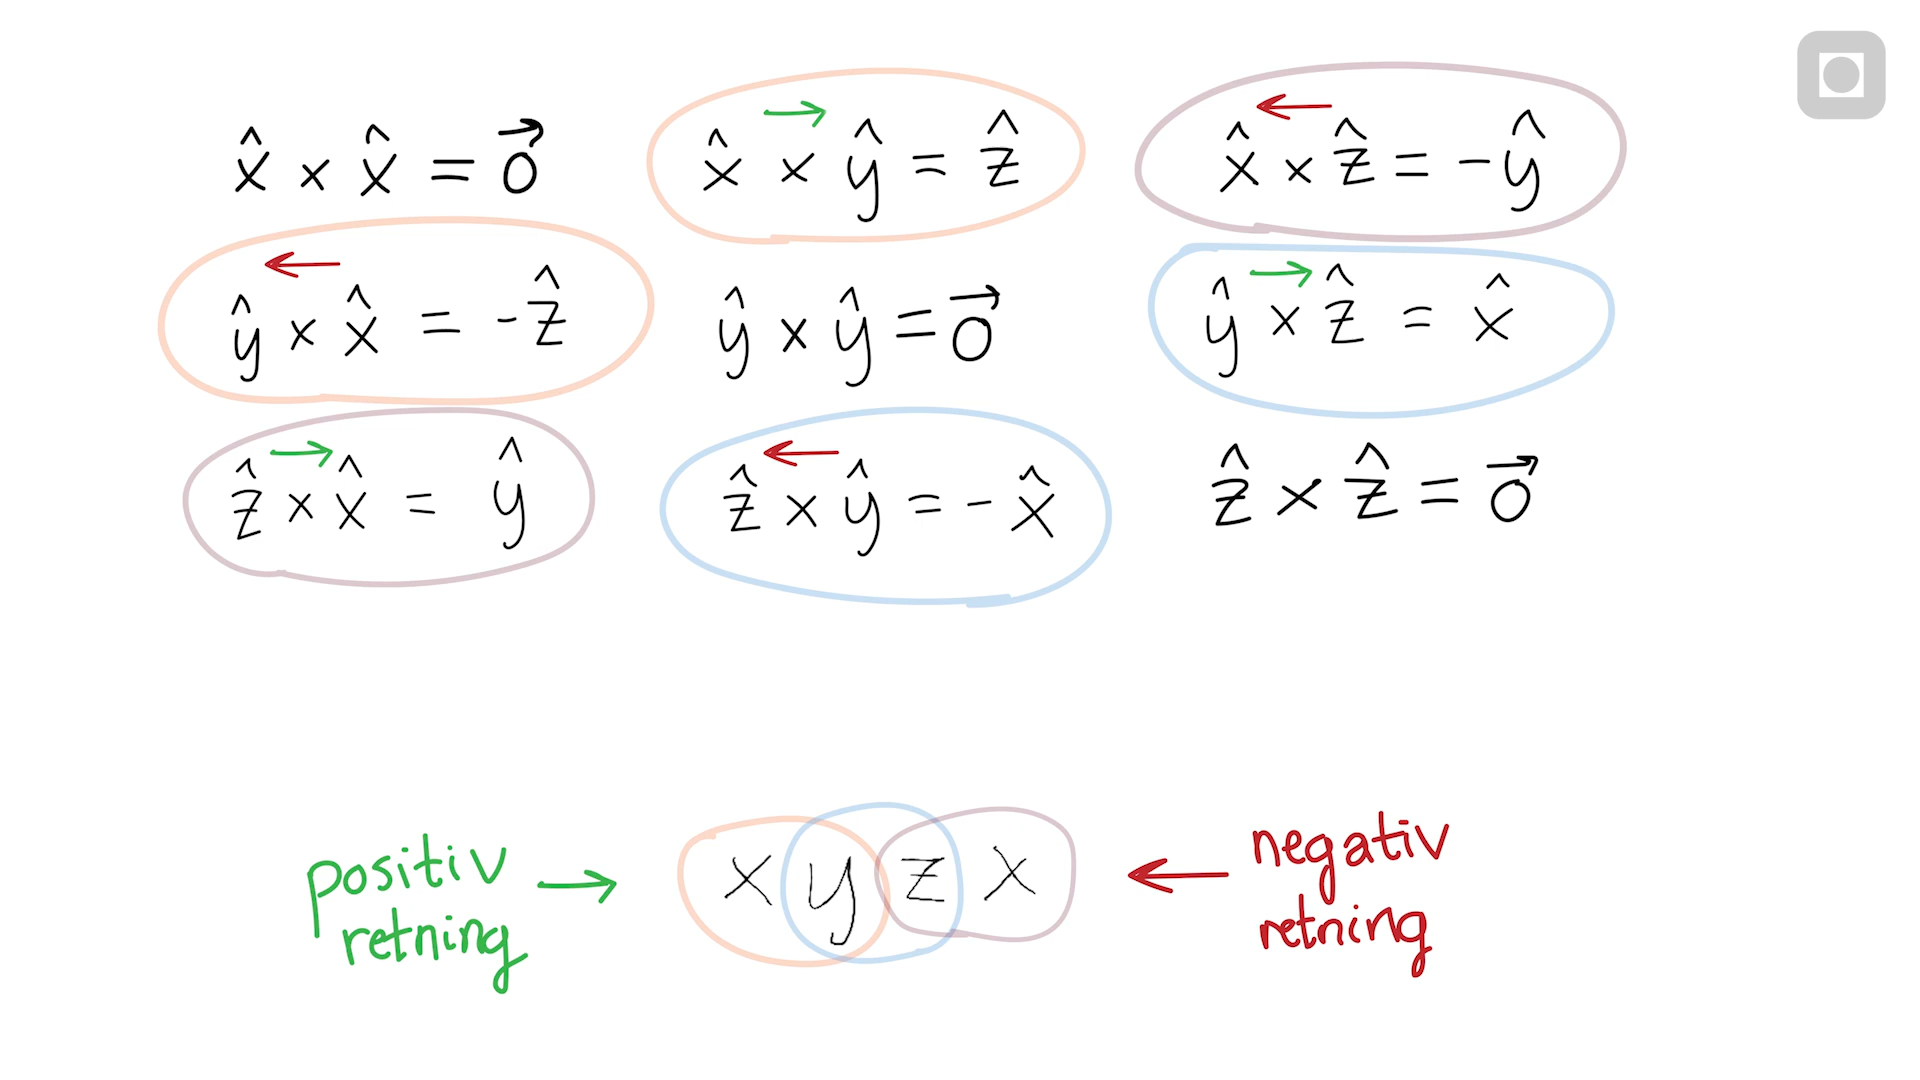 x̂ × x̂ = 0⃗
x̂ × ŷ = ẑ
x̂ × ẑ = -ŷ
ŷ × x̂ = -ẑ
ŷ × ŷ = 0⃗
ŷ × ẑ = x̂
ẑ × x̂ = ŷ
ẑ × ŷ = -x̂
ẑ × ẑ = 0⃗
positiv
retning
→
x y z x
←
negativ
retning